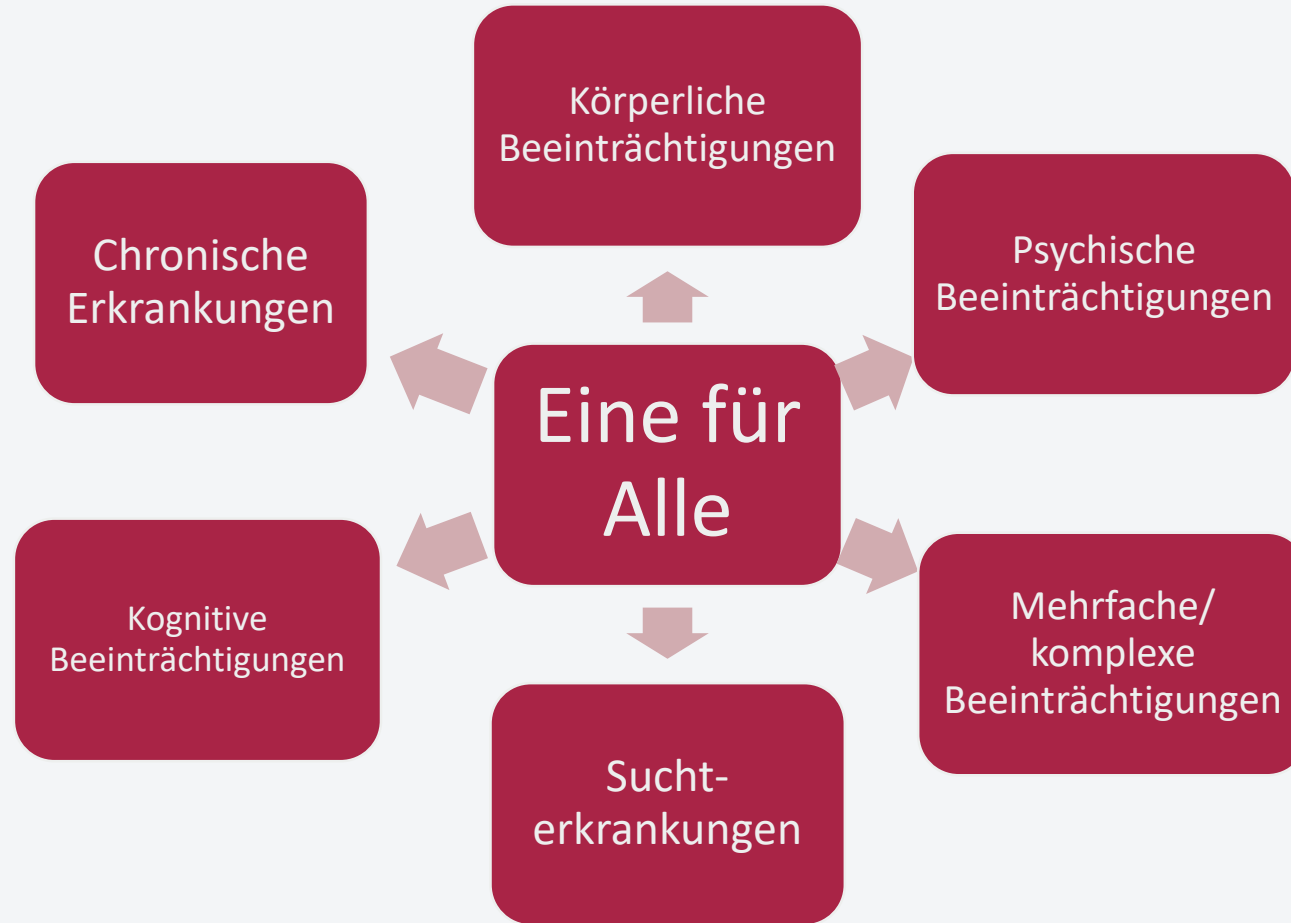 Körperliche
Beeinträchtigungen
Chronische
Erkrankungen
Psychische
Beeinträchtigungen
Eine für
Alle
Kognitive
Beeinträchtigungen
Mehrfache/
komplexe
Beeinträchtigungen
Sucht-
erkrankungen